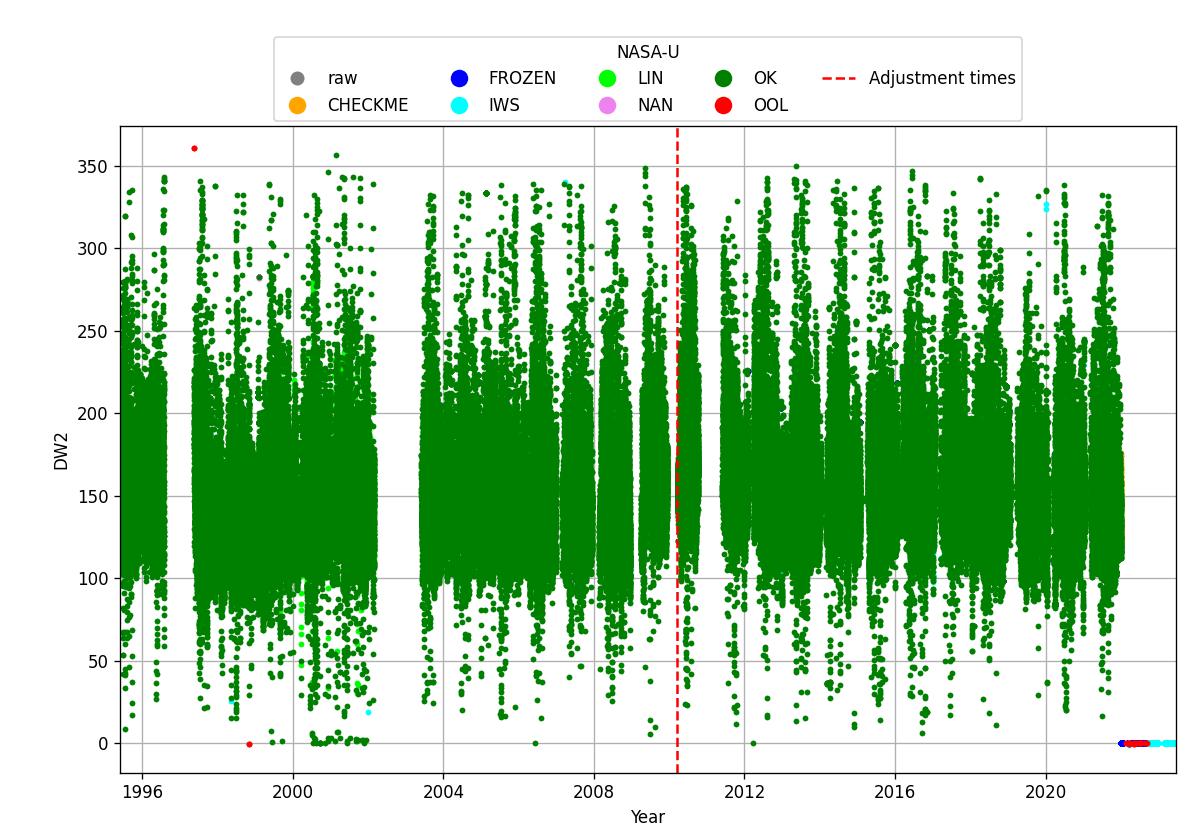 NASA-U
raw FROZEN LIN OK Adjustment times
CHECKME IWS NAN OOL
350
300
250
200
150
100
50
0
DW2
1996 2000 2004 2008 2012 2016 2020
Year